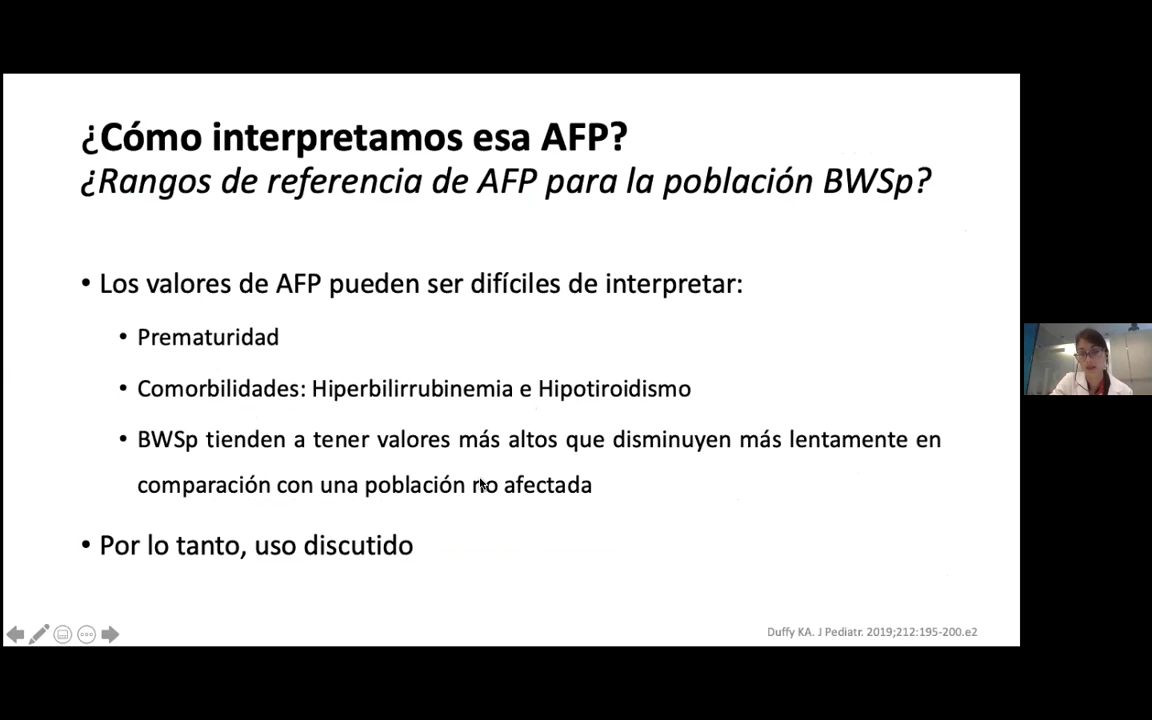 ¿Cómo interpretamos esa AFP?
¿Rangos de referencia de AFP para la población BWSp?
• Los valores de AFP pueden ser difíciles de interpretar:
• Prematuridad
• Comorbilidades: Hiperbilirrubinemia e Hipotiroidismo
• BWSp tienden a tener valores más altos que disminuyen más lentamente en
comparación con una población no afectada
• Por lo tanto, uso discutido
Duffy KA. J Pediatr. 2019;212:195-200.e2